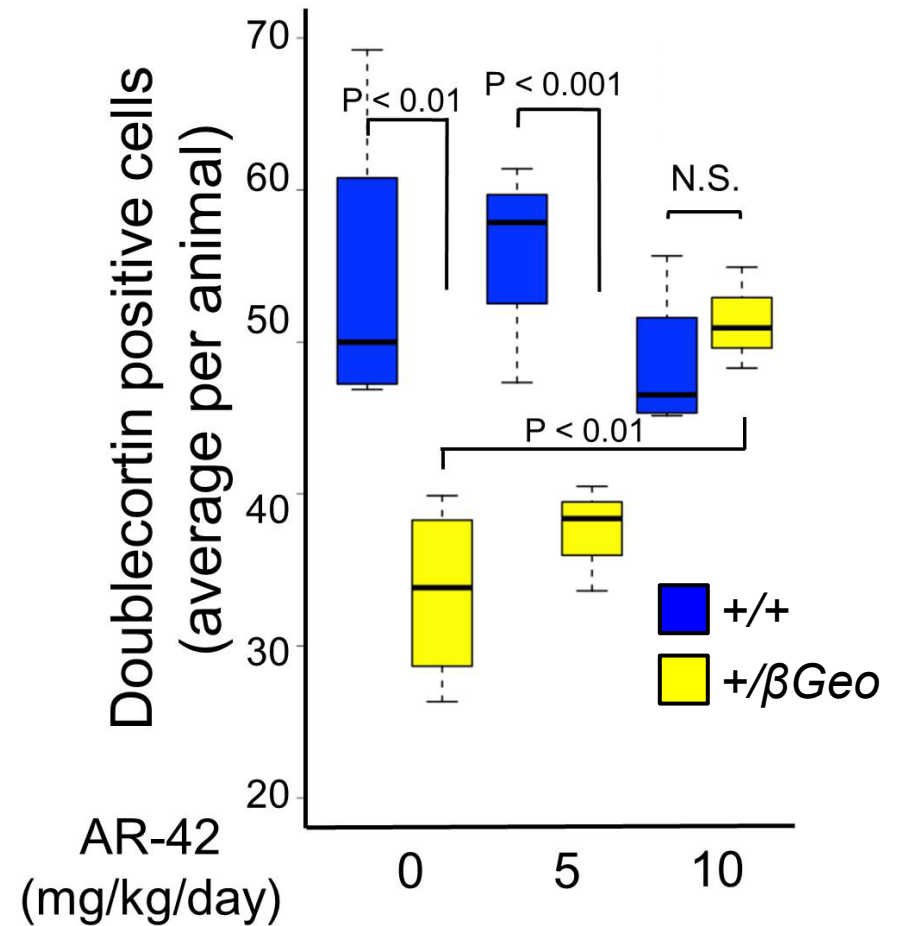 Doublecortin positive cells
(average per animal)
70
60
50
40
30
20
P < 0.01
P < 0.001
N.S.
P < 0.01
+/+
+/βGeo
AR-42
(mg/kg/day)
0 5 10